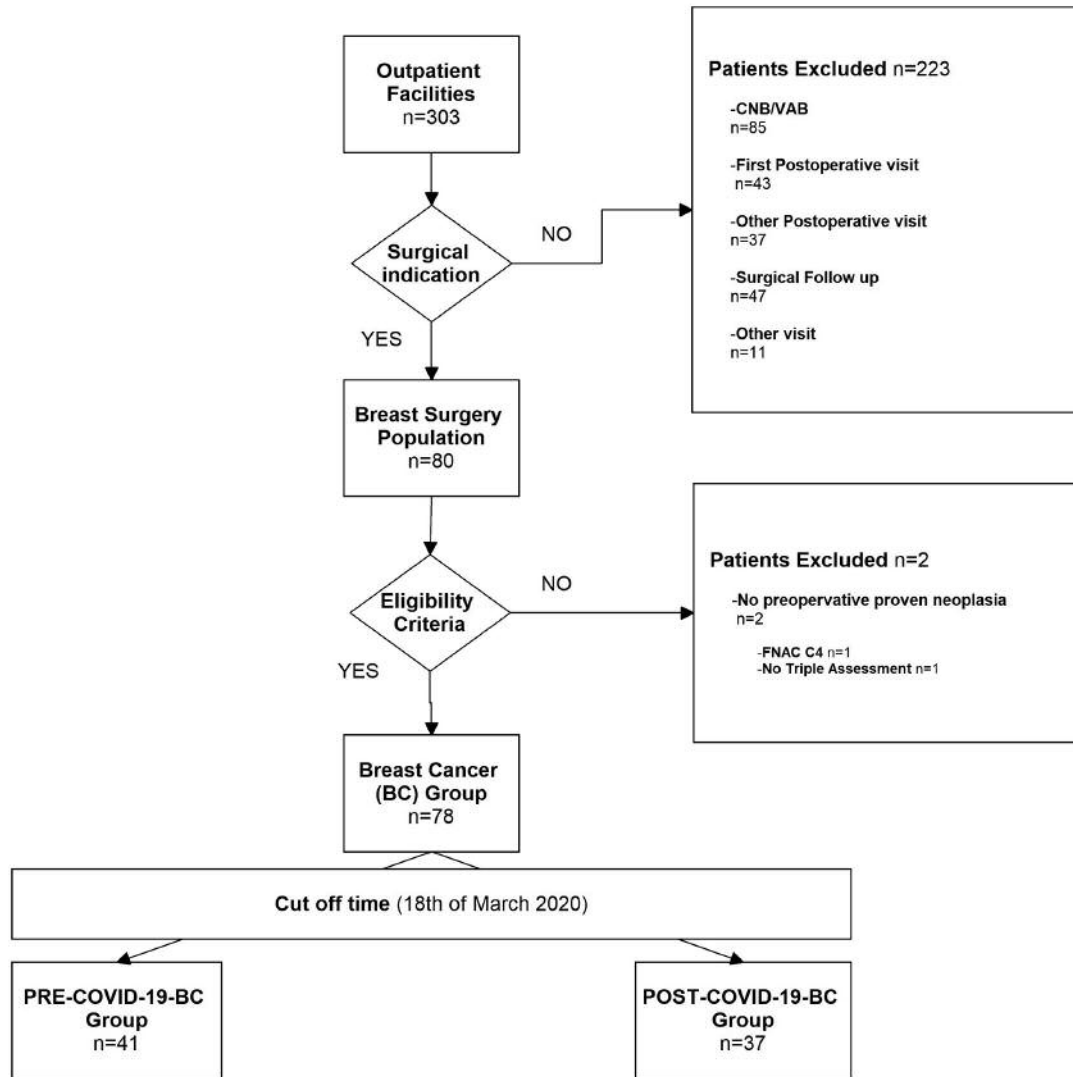 Outpatient
Facilities
n=303
Patients Excluded n=223
-CNB/VAB
n=85
-First Postoperative visit
n=43
-Other Postoperative visit
n=37
-Surgical Follow up
n=47
-Other visit
n=11
Surgical
indication
NO
YES
Breast Surgery
Population
n=80
Patients Excluded n=2
-No preopervative proven neoplasia
n=2
-FNAC C4 n=1
-No Triple Assessment n=1
Eligibility
Criteria
NO
YES
Breast Cancer
(BC) Group
n=78
Cut off time (18th of March 2020)
PRE-COVID-19-BC
Group
n=41
POST-COVID-19-BC
Group
n=37